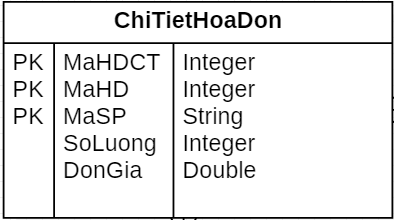 ChiTietHoaDon
PK MaHDCT Integer
PK MaHD Integer
PK MaSP String
SoLuong Integer
DonGia Double